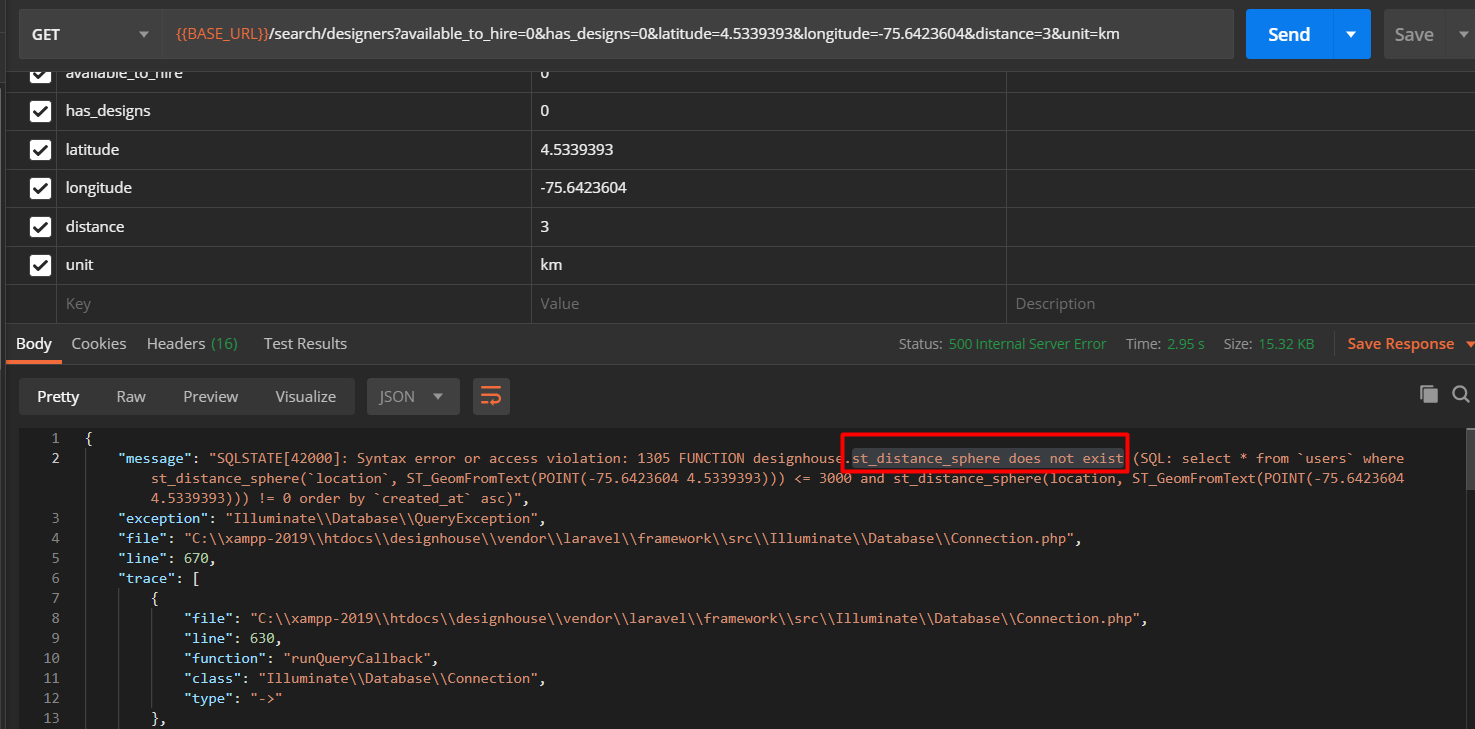 GET {{BASE_URL}}/search/designers?available_to_hire=0&has_designs=0&latitude=4.5339393&longitude=-75.6423604&distance=3&unit=km Send Save
available_to_hire 0
has_designs 0
latitude 4.5339393
longitude -75.6423604
distance 3
unit km
Key Value Description
Body Cookies Headers (16) Test Results Status: 500 Internal Server Error Time: 2.95 s Size: 15.32 KB Save Response
Pretty Raw Preview Visualize JSON
1 {
2 "message": "SQLSTATE[42000]: Syntax error or access violation: 1305 FUNCTION designhouse.st_distance_sphere does not exist (SQL: select * from `users` where
st_distance_sphere(`location`, ST_GeomFromText(POINT(-75.6423604 4.5339393))) <= 3000 and st_distance_sphere(location, ST_GeomFromText(POINT(-75.6423604
4.5339393))) != 0 order by `created_at` asc)",
3 "exception": "Illuminate\\Database\\QueryException",
4 "file": "C:\\xampp-2019\\htdocs\\designhouse\\vendor\\laravel\\framework\\src\\Illuminate\\Database\\Connection.php",
5 "line": 670,
6 "trace": [
7 {
8 "file": "C:\\xampp-2019\\htdocs\\designhouse\\vendor\\laravel\\framework\\src\\Illuminate\\Database\\Connection.php",
9 "line": 630,
10 "function": "runQueryCallback",
11 "class": "Illuminate\\Database\\Connection",
12 "type": "->"
13 },